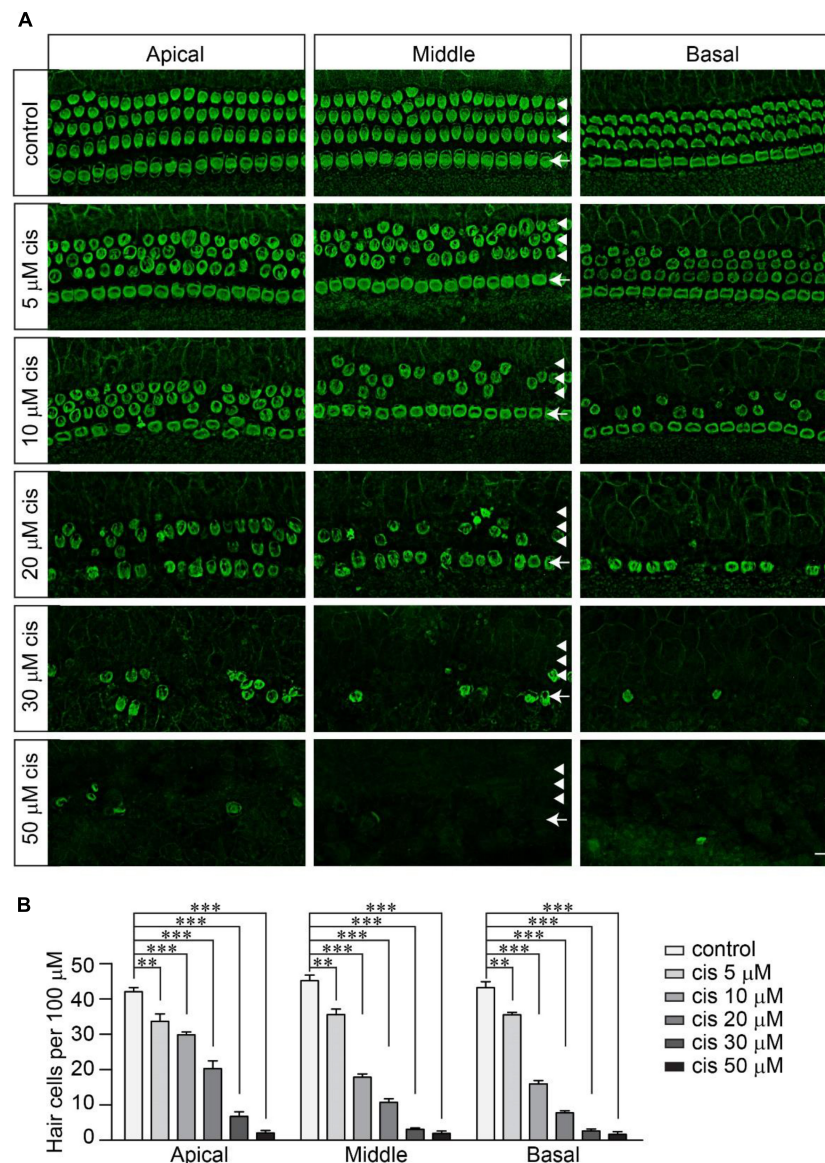 A
Apical Middle Basal
control
5 μM cis
10 μM cis
20 μM cis
30 μM cis
50 μM cis
B
Hair cells per 100 μM
50
40
30
20
10
0
*** *** ***
*** *** ***
*** *** ***
*** *** ***
** ** **
Apical Middle Basal
control
cis 5 μM
cis 10 μM
cis 20 μM
cis 30 μM
cis 50 μM